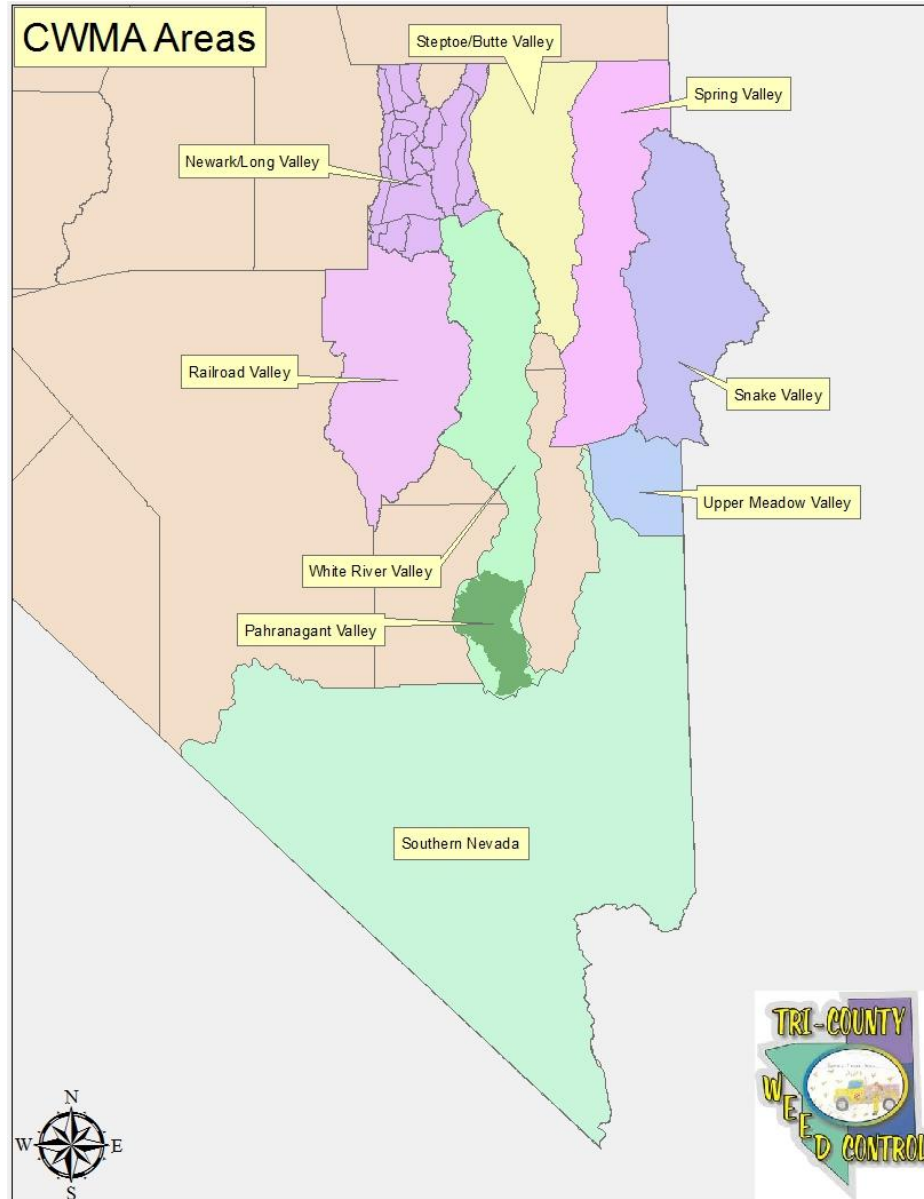 CWMA Areas
Steptoe/Butte Valley
Spring Valley
Newark/Long Valley
Railroad Valley
Snake Valley
Upper Meadow Valley
White River Valley
Pahranagant Valley
Southern Nevada
N
W E
S
TRI-COUNTY
WEED CONTROL